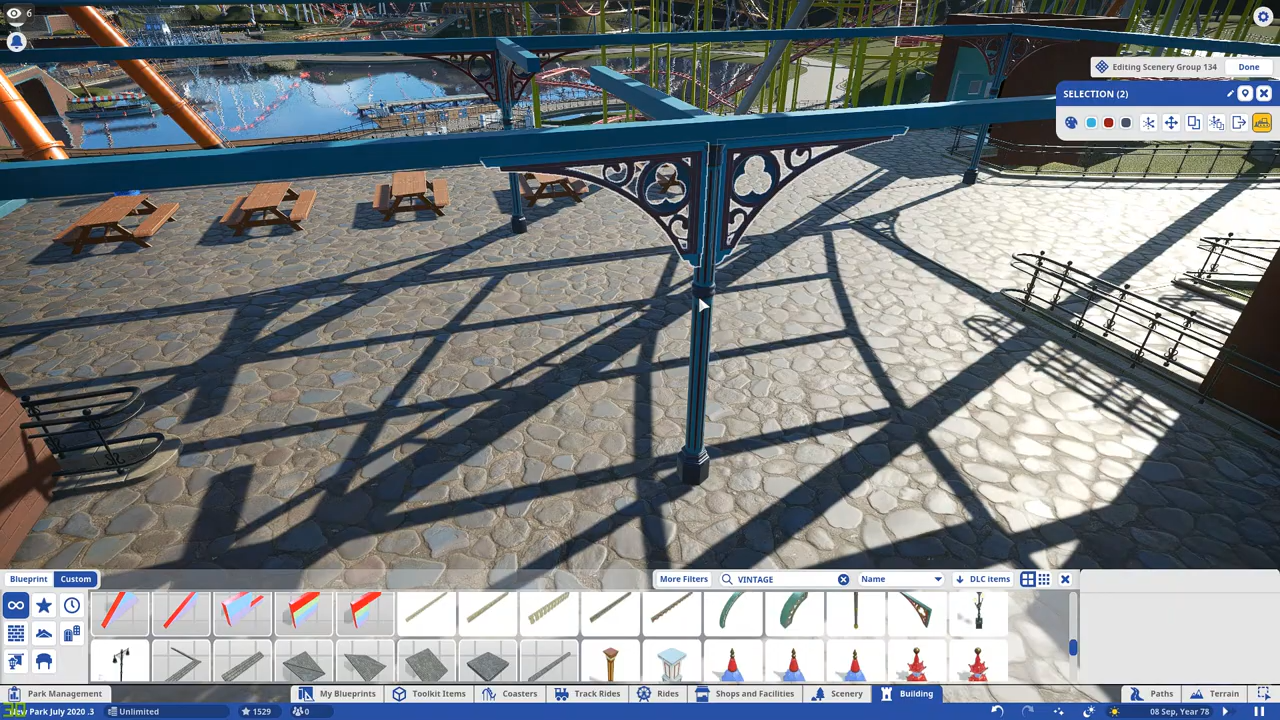 6
Editing Scenery Group 134
Done
SELECTION (2)
Blueprint
Custom
More Filters
VINTAGE
Name
DLC items
Park Management
My Blueprints
Toolkit Items
Coasters
Track Rides
Rides
Shops and Facilities
Scenery
Building
Paths
Terrain
New Park July 2020 .3
Unlimited
1529
0
08 Sep, Year 78